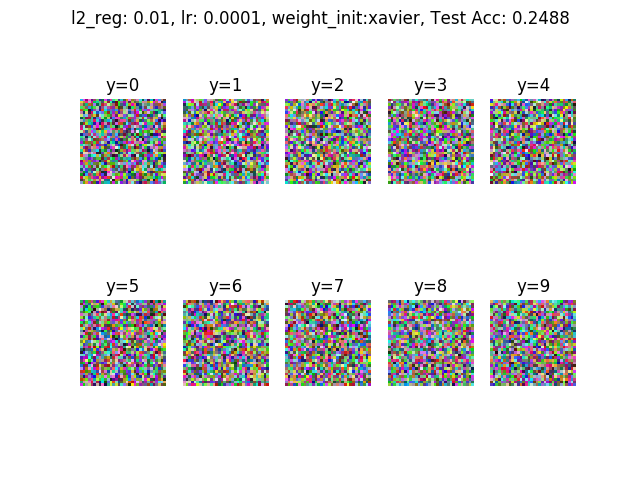 l2_reg: 0.01, lr: 0.0001, weight_init:xavier, Test Acc: 0.2488
y=0 y=1 y=2 y=3 y=4
y=5 y=6 y=7 y=8 y=9